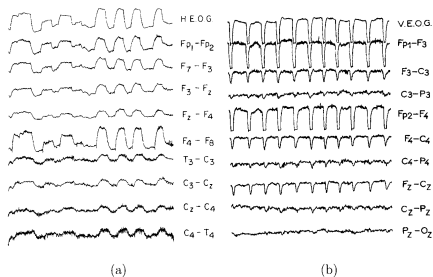 H.E.O.G.
Fp1-Fp2
F7-F3
F3-Fz
Fz-F4
F4-F8
T3-C3
C3-Cz
Cz-C4
C4-T4
(a)
V.E.O.G.
Fp1-F3
F3-C3
C3-P3
Fp2-F4
F4-C4
C4-P4
Fz-Cz
Cz-Pz
Pz-Oz
(b)